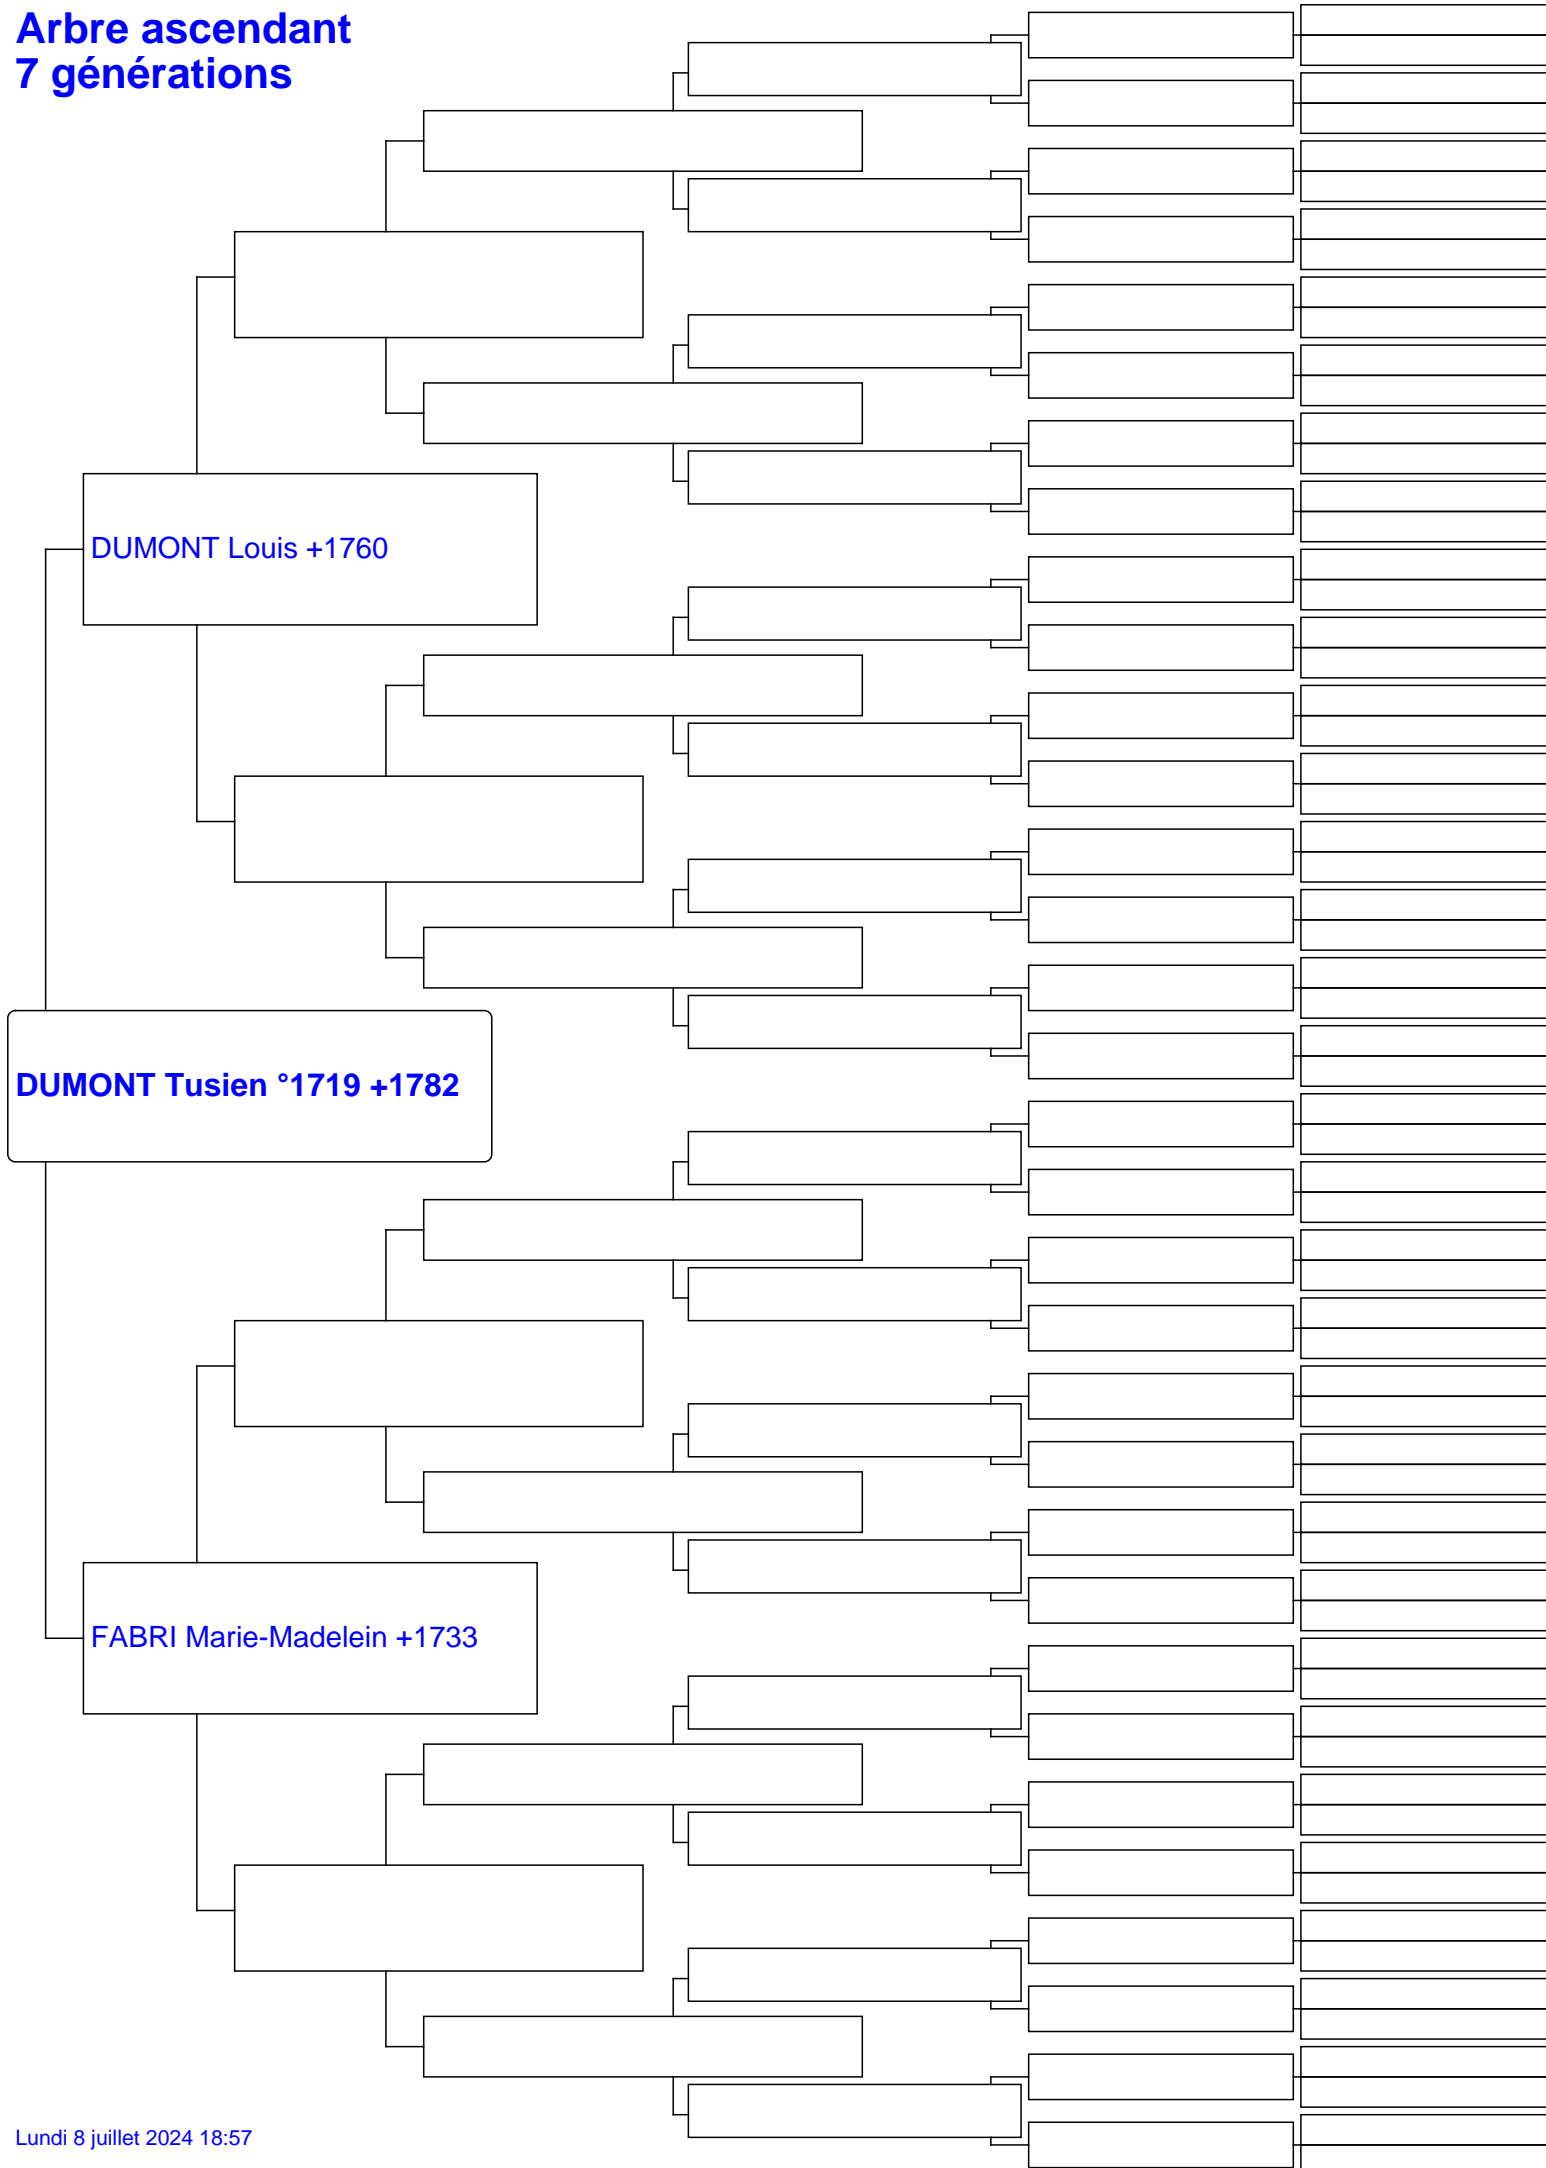 Arbre ascendant
7 générations
DUMONT Louis +1760
DUMONT Tusien °1719 +1782
FABRI Marie-Madelein +1733
Lundi 8 juillet 2024 18:57